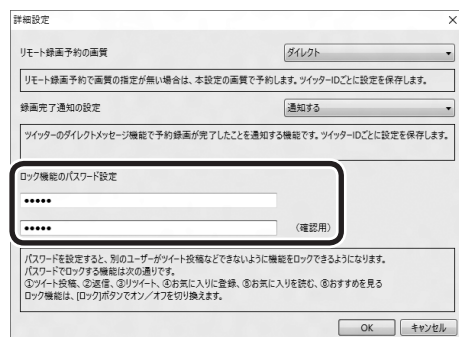 詳細設定
リモート録画予約の画質
ダイレクト
リモート録画予約で画質の指定が無い場合は、本設定の画質で予約します。ツイッターIDごとに設定を保存します。
録画完了通知の設定
通知する
ツイッターのダイレクトメッセージ機能で予約録画が完了したことを通知する機能です。ツイッターIDごとに設定を保存します。
ロック機能のパスワード設定
●●●●●
●●●●●
(確認用)
パスワードを設定すると、別のユーザーがツイート投稿などできないように機能をロックできるようになります。
パスワードでロックする機能は次の通りです。
①ツイート投稿、②返信、③リツイート、④お気に入りに登録、⑤お気に入りを読む、⑥おすすめを見る
ロック機能は、[ロック]ボタンでオン／オフを切り換えます。
OK
キャンセル